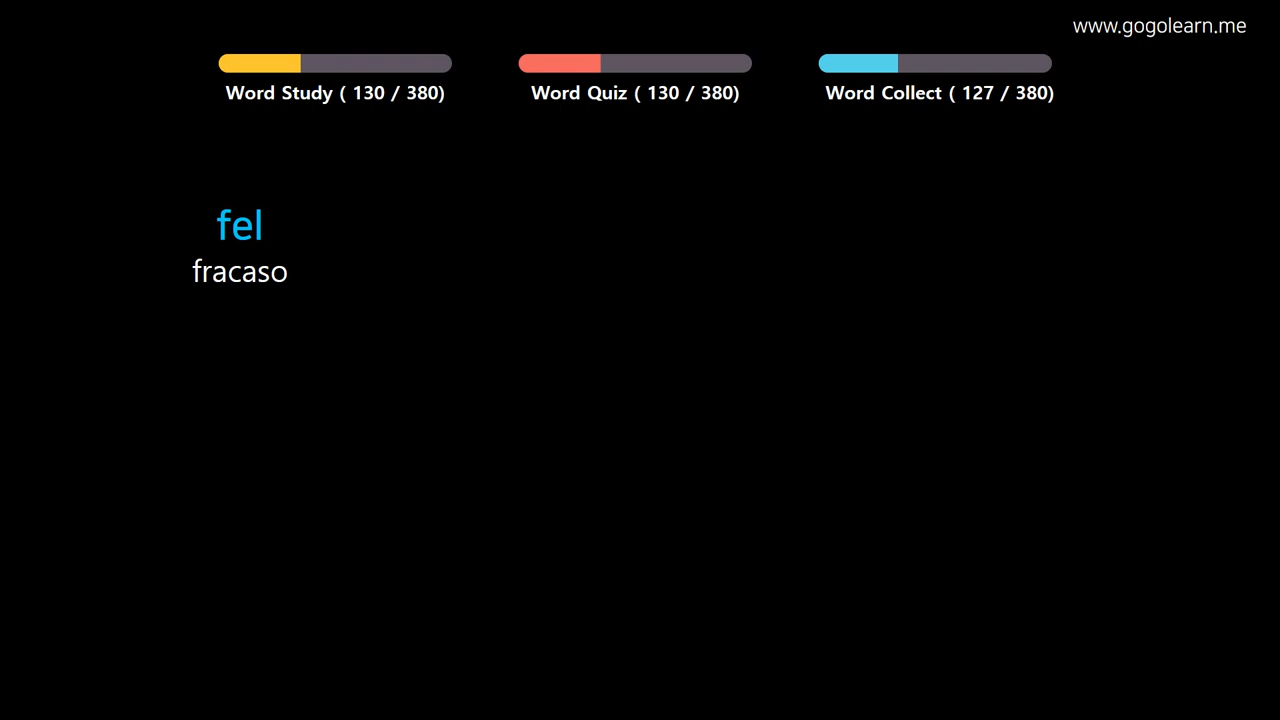 www.gogolearn.me
Word Study ( 130 / 380)
Word Quiz ( 130 / 380)
Word Collect ( 127 / 380)
fel
fracaso